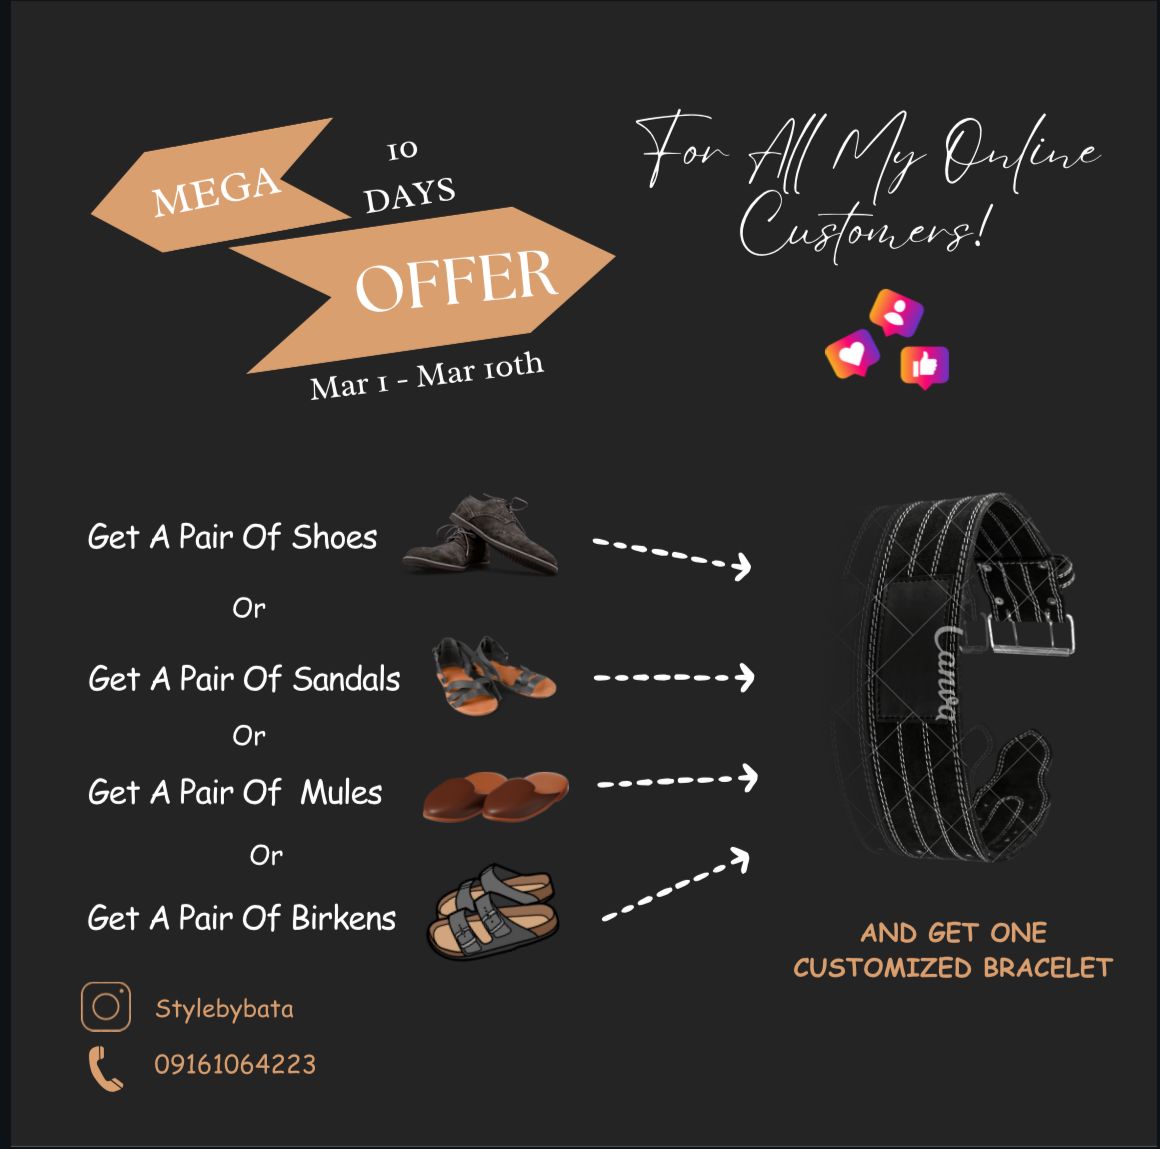 MEGA
10
DAYS
OFFER
Mar 1 - Mar 10th
For All My Online
Customers!
Get A Pair Of Shoes
Or
Get A Pair Of Sandals
Or
Get A Pair Of Mules
Or
Get A Pair Of Birkens
Canva
AND GET ONE
CUSTOMIZED BRACELET
Stylebybata
09161064223